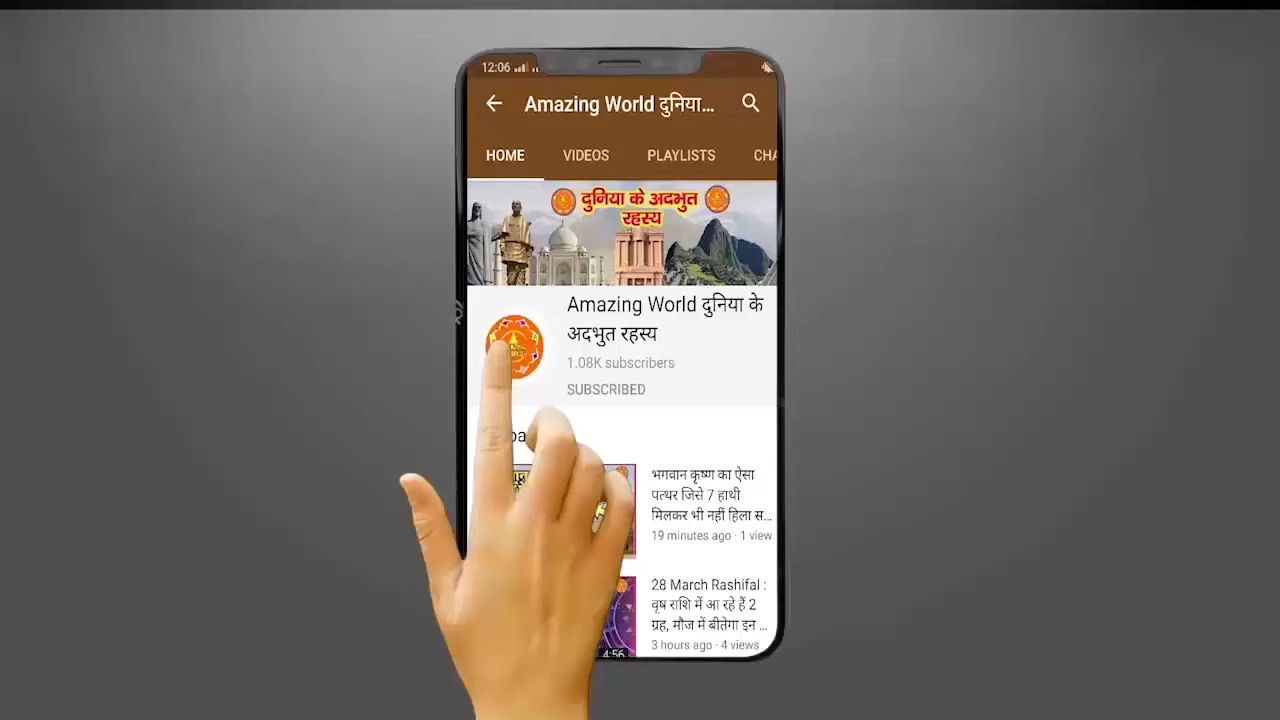 12:06
Amazing World दुनिया...
HOME VIDEOS PLAYLISTS CHA
दुनिया के अदभुत
रहस्य
Amazing World दुनिया के
अदभुत रहस्य
1.08K subscribers
SUBSCRIBED
भगवान कृष्ण का ऐसा
पत्थर जिसे 7 हाथी
मिलकर भी नहीं हिला स...
19 minutes ago · 1 view
28 March Rashifal :
वृष राशि में आ रहे हैं 2
ग्रह, मौज में बीतेगा इन ...
3 hours ago · 4 views
4:56